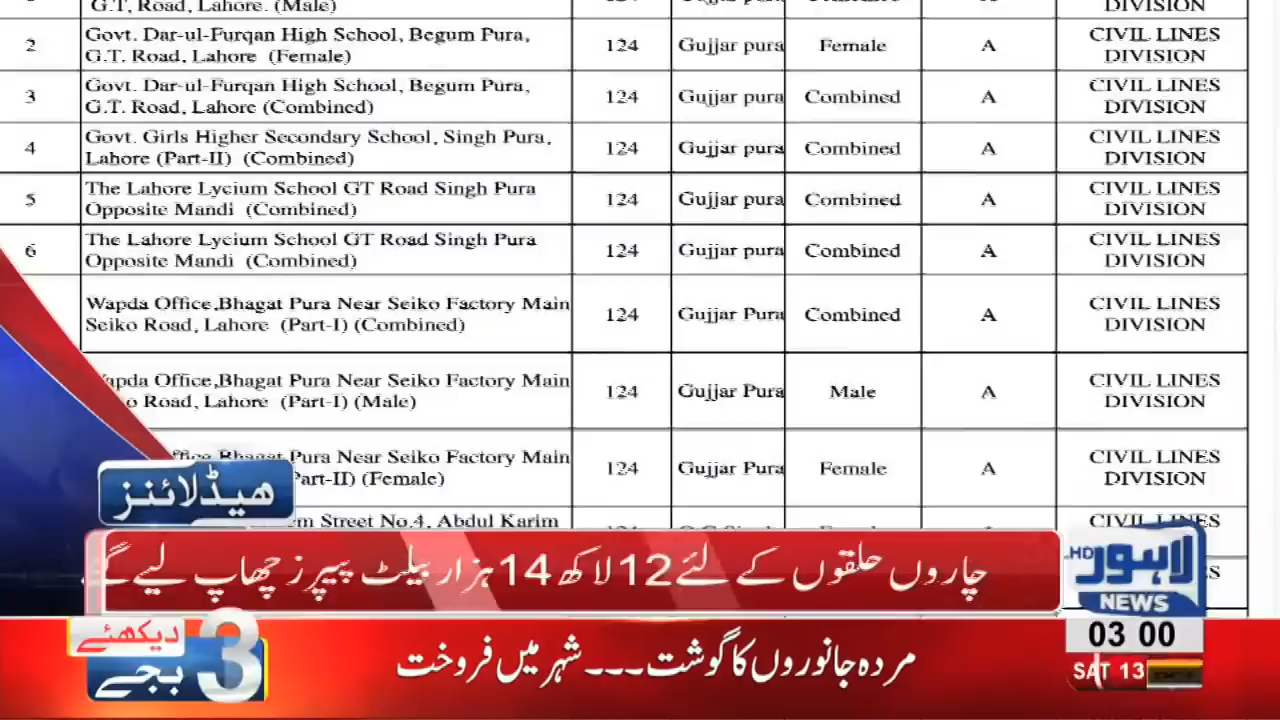 G.T, Road, Lahore. (Male)
DIVISION
2 Govt. Dar-ul-Furqan High School, Begum Pura, 124 Gujjar pura Female A CIVIL LINES
G.T. Road, Lahore (Female) DIVISION
3 Govt. Dar-ul-Furqan High School, Begum Pura, 124 Gujjar pura Combined A CIVIL LINES
G.T. Road, Lahore (Combined) DIVISION
4 Govt. Girls Higher Secondary School, Singh Pura, 124 Gujjar pura Combined A CIVIL LINES
Lahore (Part-II) (Combined) DIVISION
5 The Lahore Lycium School GT Road Singh Pura 124 Gujjar pura Combined A CIVIL LINES
Opposite Mandi (Combined) DIVISION
6 The Lahore Lycium School GT Road Singh Pura 124 Gujjar pura Combined A CIVIL LINES
Opposite Mandi (Combined) DIVISION
Wapda Office,Bhagat Pura Near Seiko Factory Main 124 Gujjar Pura Combined A CIVIL LINES
Seiko Road, Lahore (Part-I) (Combined) DIVISION
Office,Bhagat Pura Near Seiko Factory Main 124 Gujjar Pura Male A CIVIL LINES
Road, Lahore (Part-I) (Male) DIVISION
Bhagat Pura Near Seiko Factory Main 124 Gujjar Pura Female A CIVIL LINES
(Female) DIVISION
Street No.4, Abdul Karim CIVIL LINES
ہیڈلائنز
چاروں حلقوں کے لئے 12 لاکھ 14 ہزار بیلٹ پیپرز چھاپ لیے گئے
HD لاہور
NEWS
دیکھئے
3 بجے
مردہ جانوروں کا گوشت۔۔۔ شہر میں فروخت
03 00
SAT 13